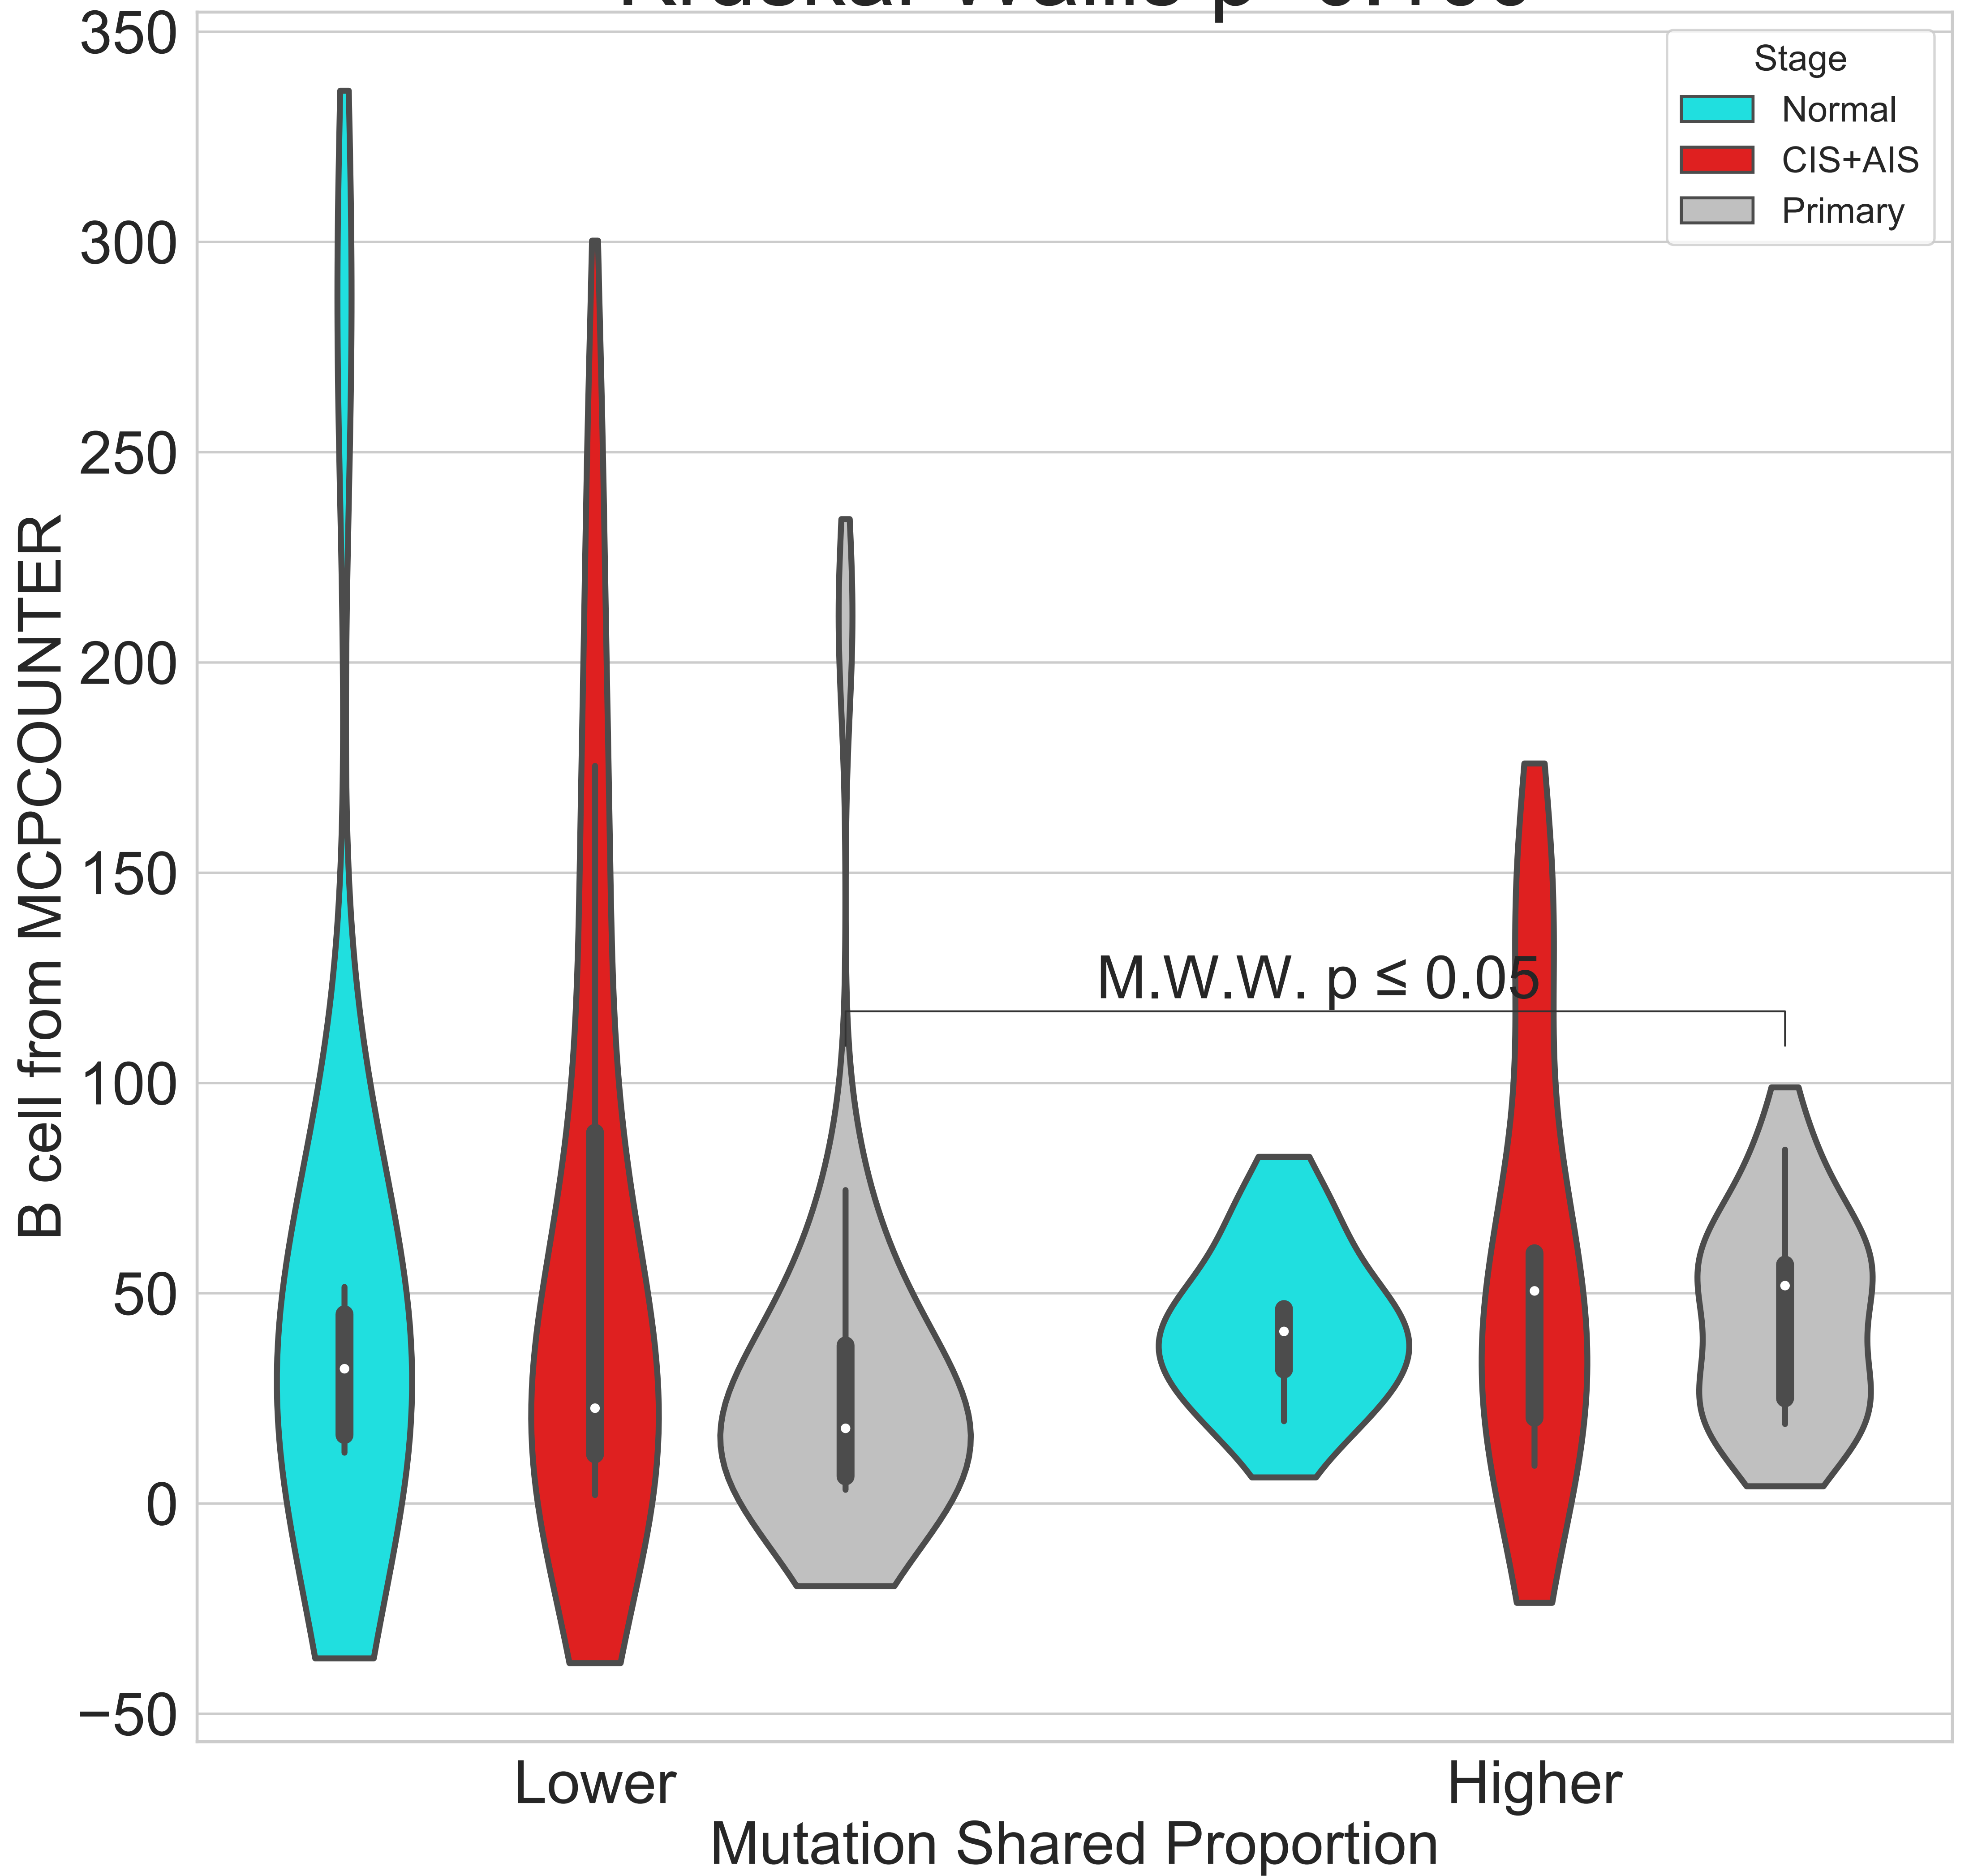 350
300
250
200
150
100
50
0
−50
B cell from MCPCOUNTER
Stage
Normal
CIS+AIS
Primary
M.W.W. p ≤ 0.05
Lower
Higher
Mutation Shared Proportion